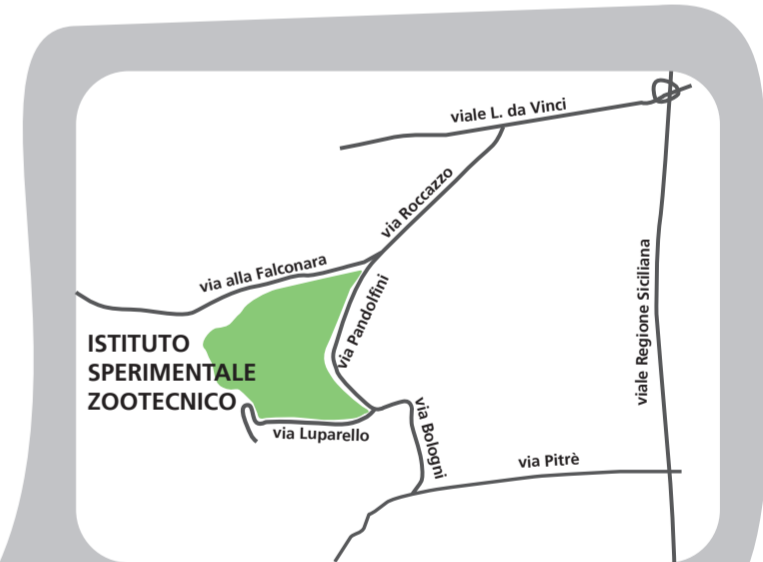 viale L. da Vinci
via Roccazzo
via alla Falconara
via Pandolfini
viale Regione Siciliana
ISTITUTO
SPERIMENTALE
ZOOTECNICO
via Luparello
via Bologni
via Pitrè